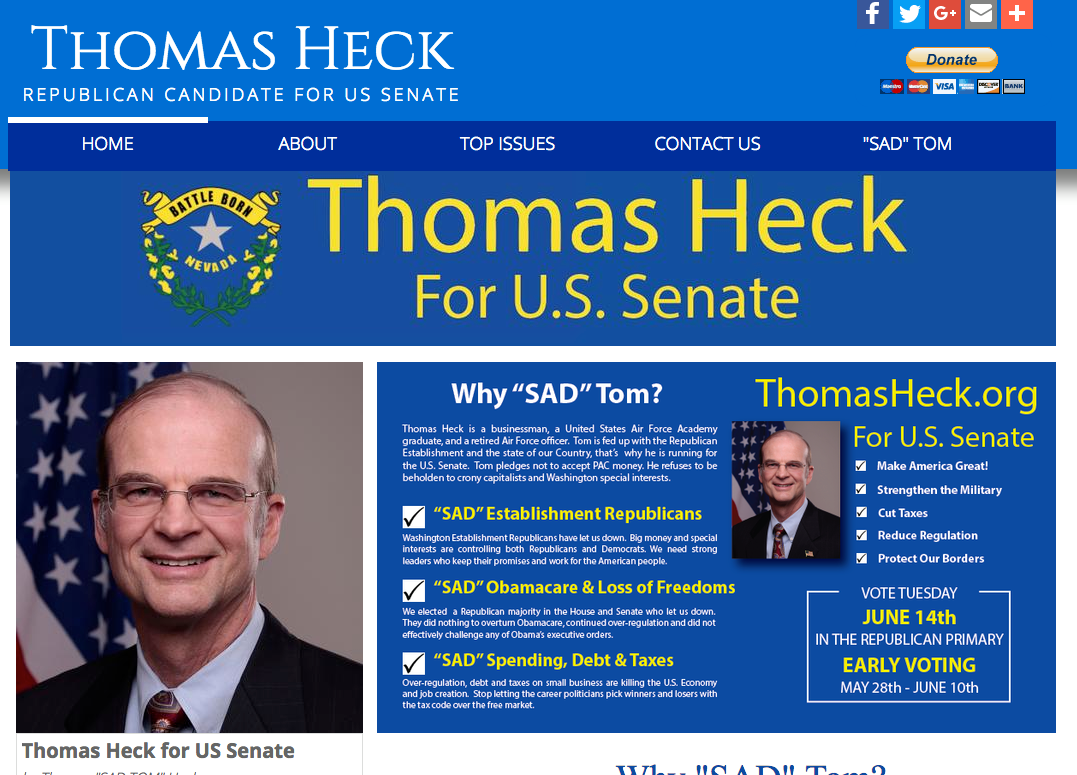 THOMAS HECK
REPUBLICAN CANDIDATE FOR US SENATE
Donate
VISA
BANK
HOME
ABOUT
TOP ISSUES
CONTACT US
"SAD" TOM
BATTLE BORN
NEVADA
Thomas Heck
For U.S. Senate
Thomas Heck for US Senate
Why “SAD” Tom?
Thomas Heck is a businessman, a United States Air Force Academy
graduate, and a retired Air Force officer. Tom is fed up with the Republican
Establishment and the state of our Country, that’s why he is running for
the U.S. Senate. Tom pledges not to accept PAC money. He refuses to be
beholden to crony capitalists and Washington special interests.
“SAD” Establishment Republicans
Washington Establishment Republicans have let us down. Big money and special
interests are controlling both Republicans and Democrats. We need strong
leaders who keep their promises and work for the American people.
“SAD” Obamacare & Loss of Freedoms
We elected a Republican majority in the House and Senate who let us down.
They did nothing to overturn Obamacare, continued over-regulation and did not
effectively challenge any of Obama’s executive orders.
“SAD” Spending, Debt & Taxes
Over-regulation, debt and taxes on small business are killing the U.S. Economy
and job creation. Stop letting the career politicians pick winners and losers with
the tax code over the free market.
ThomasHeck.org
For U.S. Senate
Make America Great!
Strengthen the Military
Cut Taxes
Reduce Regulation
Protect Our Borders
VOTE TUESDAY
JUNE 14th
IN THE REPUBLICAN PRIMARY
EARLY VOTING
MAY 28th - JUNE 10th
Why "SAD" Tom?